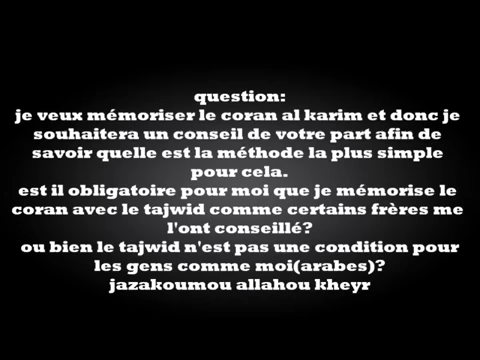 question:
je veux mémoriser le coran al karim et donc je
souhaitera un conseil de votre part afin de
savoir quelle est la méthode la plus simple
pour cela.
est il obligatoire pour moi que je mémorise le
coran avec le tajwid comme certains frères me
l'ont conseillé?
ou bien le tajwid n'est pas une condition pour
les gens comme moi(arabes)?
jazakoumou allahou kheyr